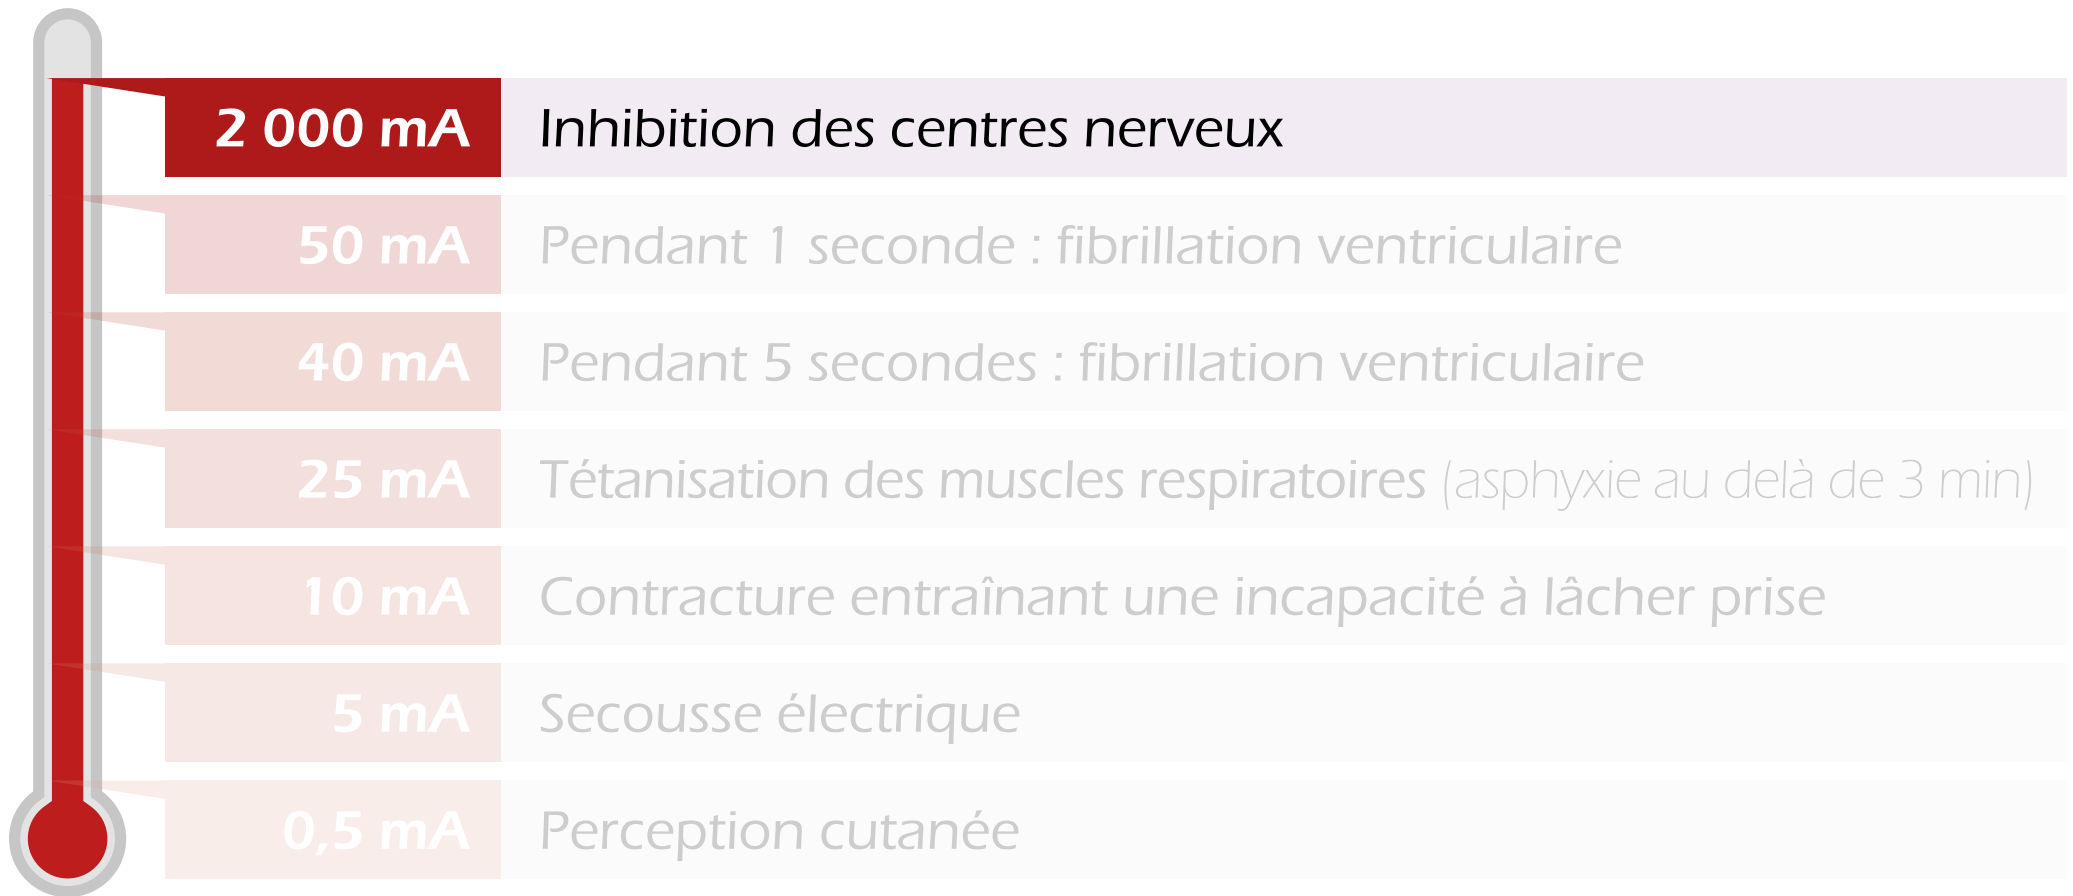 2 000 mA Inhibition des centres nerveux
50 mA Pendant 1 seconde : fibrillation ventriculaire
40 mA Pendant 5 secondes : fibrillation ventriculaire
25 mA Tétanisation des muscles respiratoires (asphyxie au delà de 3 min)
10 mA Contracture entraînant une incapacité à lâcher prise
5 mA Secousse électrique
0,5 mA Perception cutanée